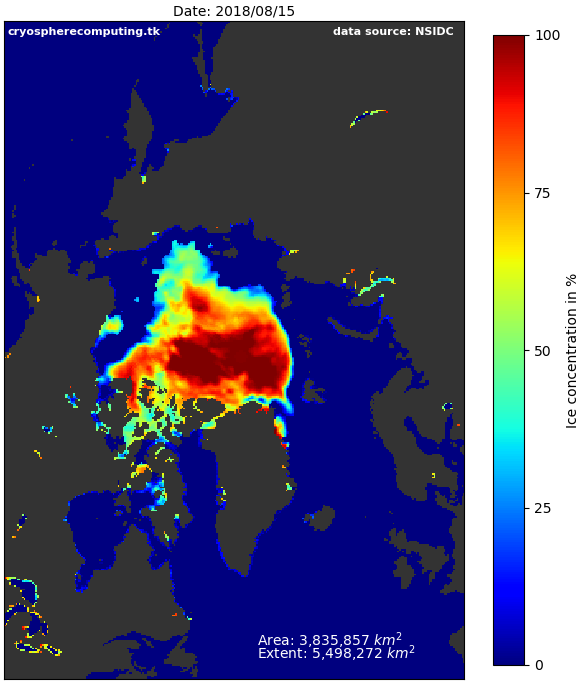 Date: 2018/08/15
cryospherecomputing.tk
data source: NSIDC
100
75
50
25
0
Ice concentration in %
Area: 3,835,857 km²
Extent: 5,498,272 km²